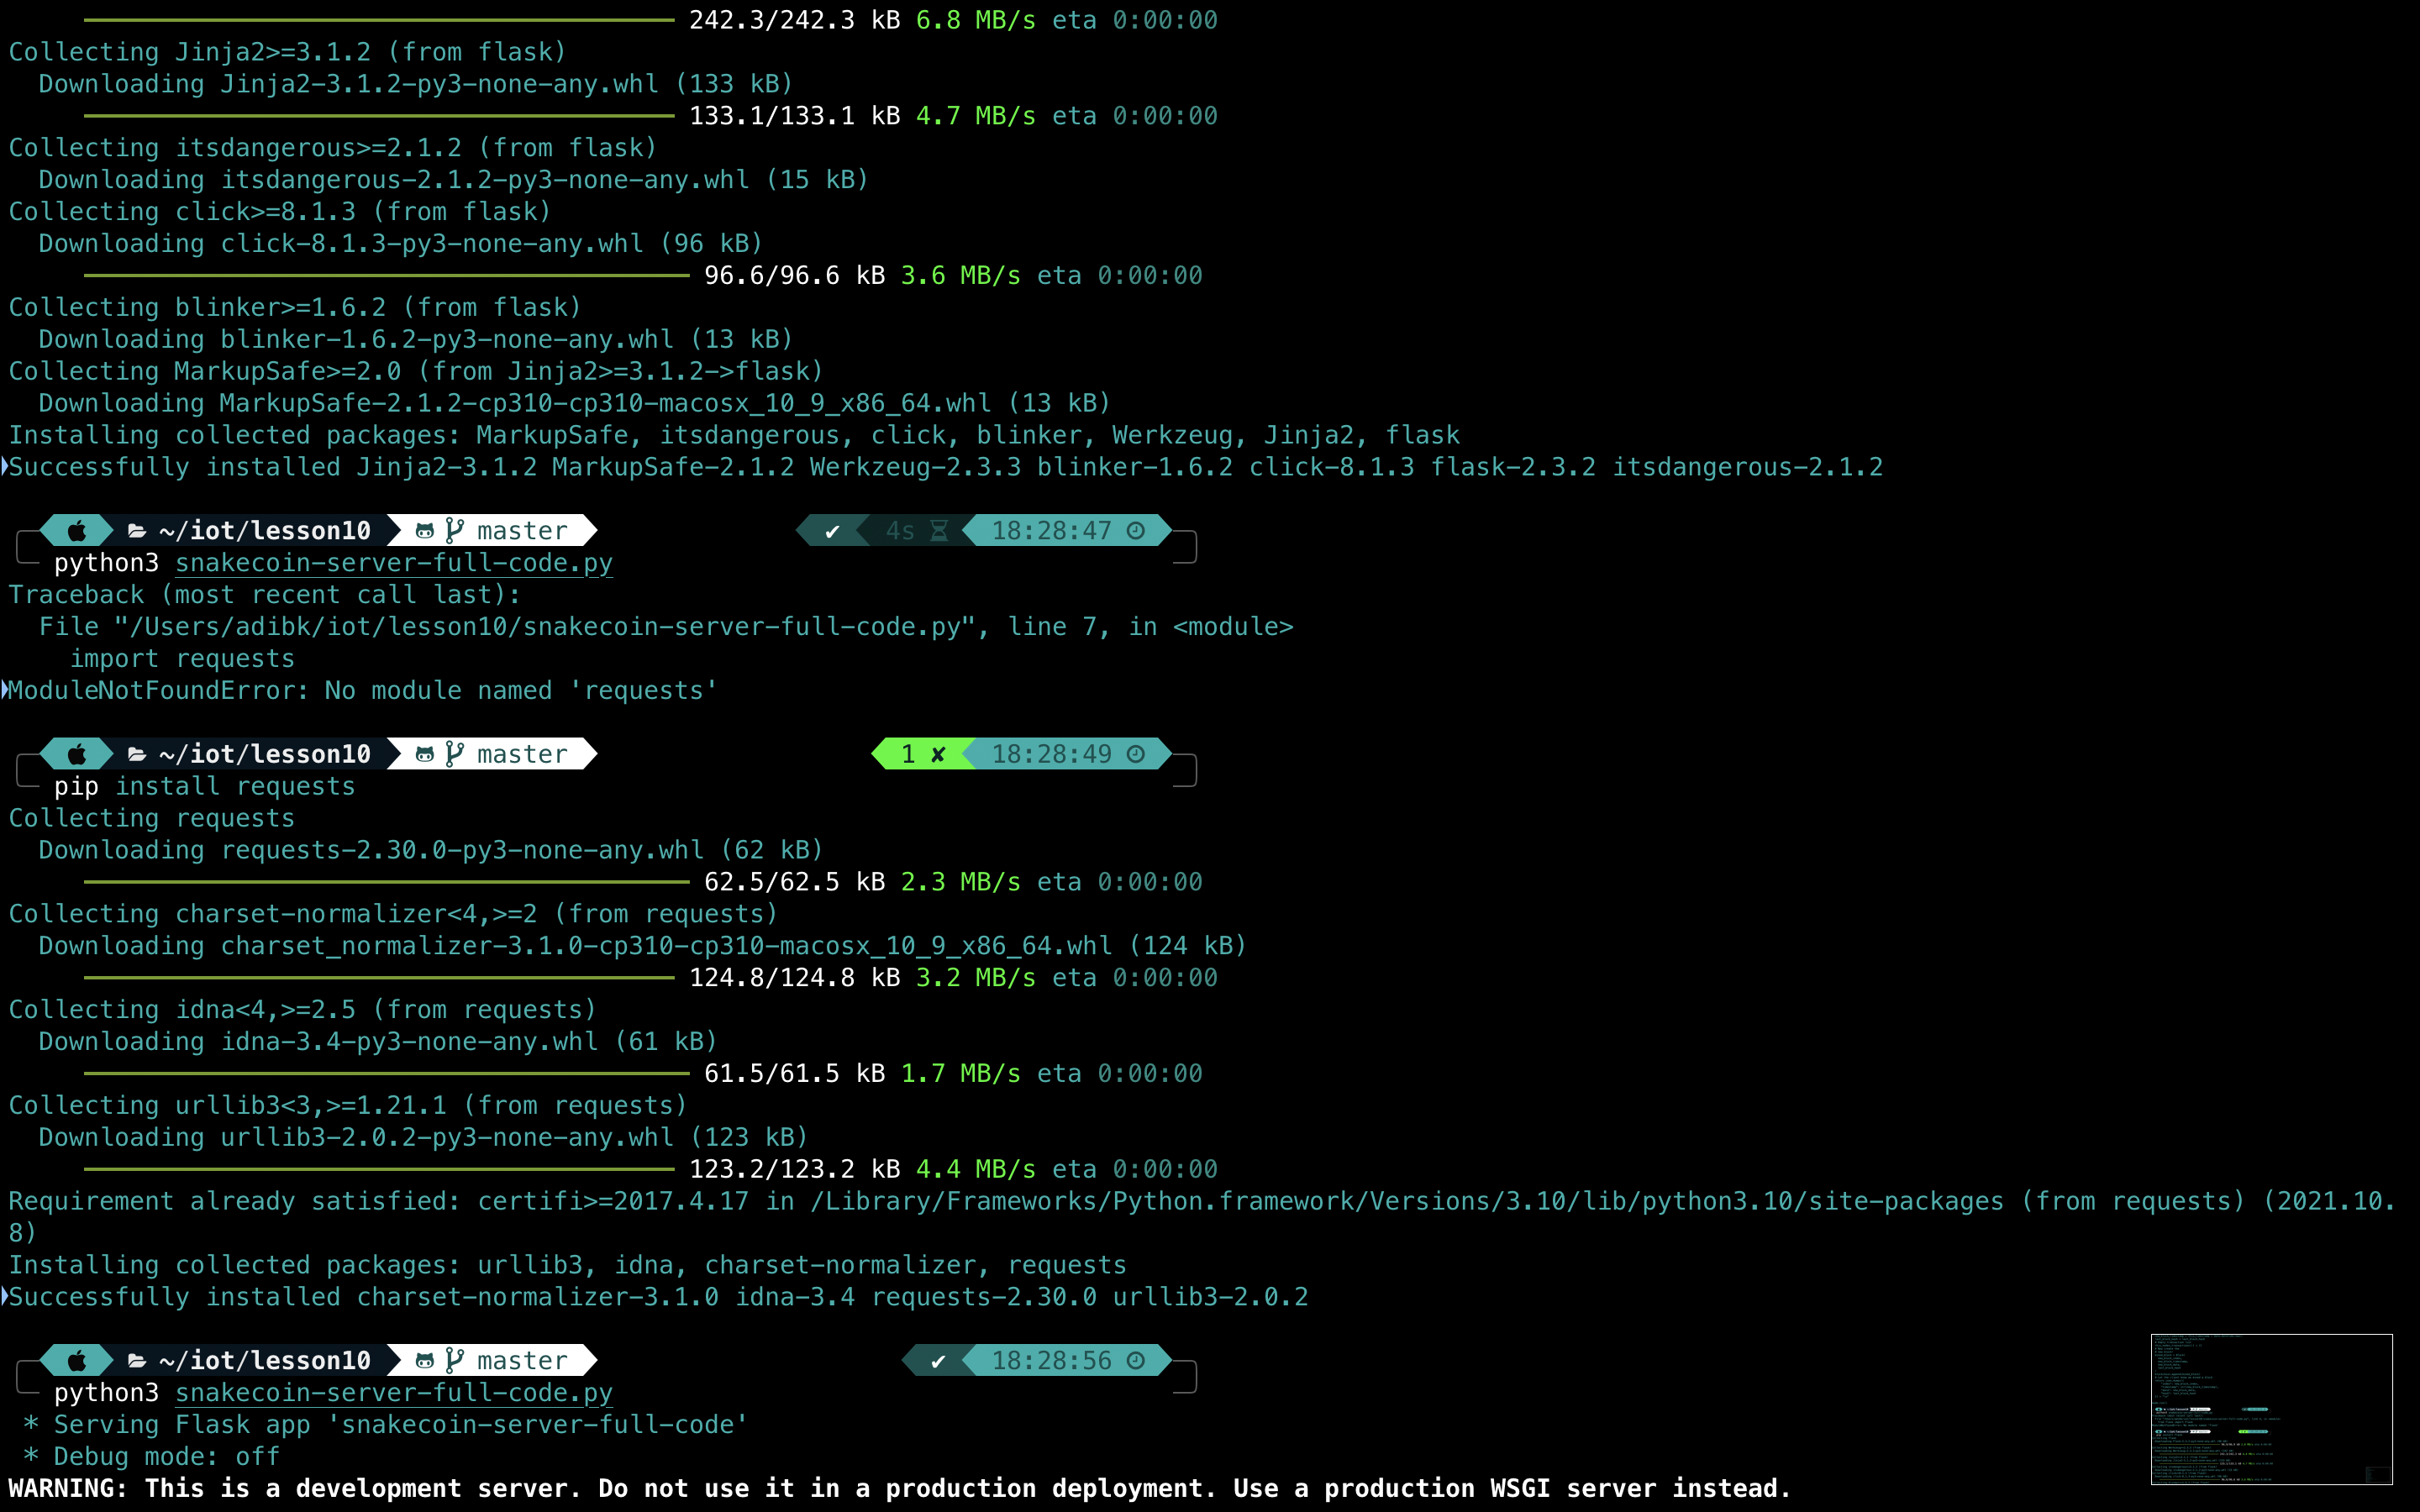 242.3/242.3 kB 6.8 MB/s eta 0:00:00
Collecting Jinja2>=3.1.2 (from flask)
  Downloading Jinja2-3.1.2-py3-none-any.whl (133 kB)
133.1/133.1 kB 4.7 MB/s eta 0:00:00
Collecting itsdangerous>=2.1.2 (from flask)
  Downloading itsdangerous-2.1.2-py3-none-any.whl (15 kB)
Collecting click>=8.1.3 (from flask)
  Downloading click-8.1.3-py3-none-any.whl (96 kB)
96.6/96.6 kB 3.6 MB/s eta 0:00:00
Collecting blinker>=1.6.2 (from flask)
  Downloading blinker-1.6.2-py3-none-any.whl (13 kB)
Collecting MarkupSafe>=2.0 (from Jinja2>=3.1.2->flask)
  Downloading MarkupSafe-2.1.2-cp310-cp310-macosx_10_9_x86_64.whl (13 kB)
Installing collected packages: MarkupSafe, itsdangerous, click, blinker, Werkzeug, Jinja2, flask
Successfully installed Jinja2-3.1.2 MarkupSafe-2.1.2 Werkzeug-2.3.3 blinker-1.6.2 click-8.1.3 flask-2.3.2 itsdangerous-2.1.2
~/iot/lesson10 master ✔ 4s 18:28:47
python3 snakecoin-server-full-code.py
Traceback (most recent call last):
  File "/Users/adibk/iot/lesson10/snakecoin-server-full-code.py", line 7, in <module>
    import requests
ModuleNotFoundError: No module named 'requests'
~/iot/lesson10 master 1 ✘ 18:28:49
pip install requests
Collecting requests
  Downloading requests-2.30.0-py3-none-any.whl (62 kB)
62.5/62.5 kB 2.3 MB/s eta 0:00:00
Collecting charset-normalizer<4,>=2 (from requests)
  Downloading charset_normalizer-3.1.0-cp310-cp310-macosx_10_9_x86_64.whl (124 kB)
124.8/124.8 kB 3.2 MB/s eta 0:00:00
Collecting idna<4,>=2.5 (from requests)
  Downloading idna-3.4-py3-none-any.whl (61 kB)
61.5/61.5 kB 1.7 MB/s eta 0:00:00
Collecting urllib3<3,>=1.21.1 (from requests)
  Downloading urllib3-2.0.2-py3-none-any.whl (123 kB)
123.2/123.2 kB 4.4 MB/s eta 0:00:00
Requirement already satisfied: certifi>=2017.4.17 in /Library/Frameworks/Python.framework/Versions/3.10/lib/python3.10/site-packages (from requests) (2021.10.
8)
Installing collected packages: urllib3, idna, charset-normalizer, requests
Successfully installed charset-normalizer-3.1.0 idna-3.4 requests-2.30.0 urllib3-2.0.2
~/iot/lesson10 master ✔ 18:28:56
python3 snakecoin-server-full-code.py
 * Serving Flask app 'snakecoin-server-full-code'
 * Debug mode: off
WARNING: This is a development server. Do not use it in a production deployment. Use a production WSGI server instead.